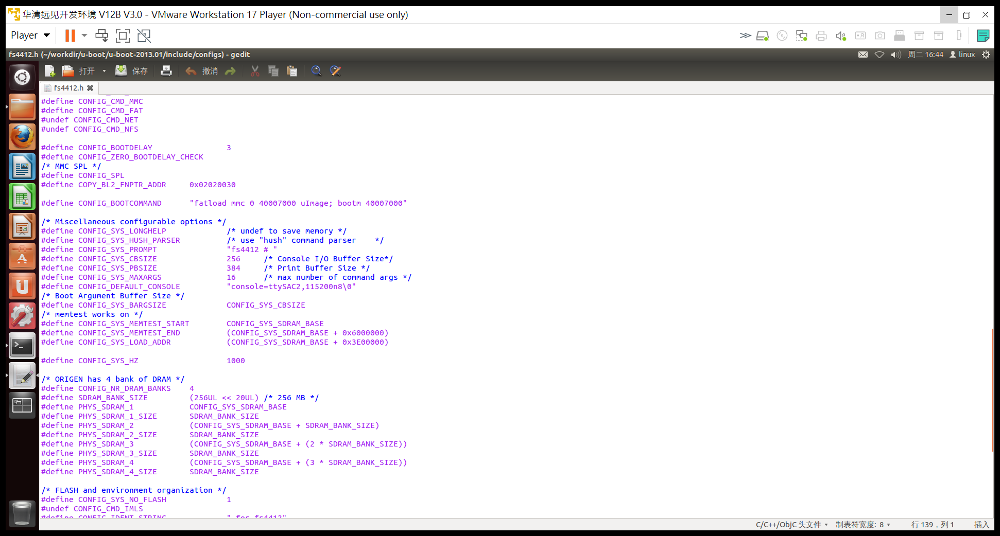 华清远见开发环境 V12B V3.0 - VMware Workstation 17 Player (Non-commercial use only)
Player
fs4412.h (~/workdir/u-boot/u-boot-2013.01/include/configs) - gedit
周二 16:44 linux
打开 保存 撤消
fs4412.h
#define CONFIG_CMD_MMC
#define CONFIG_CMD_FAT
#undef CONFIG_CMD_NET
#undef CONFIG_CMD_NFS
#define CONFIG_BOOTDELAY 3
#define CONFIG_ZERO_BOOTDELAY_CHECK
/* MMC SPL */
#define CONFIG_SPL
#define COPY_BL2_FNPTR_ADDR 0x02020030
#define CONFIG_BOOTCOMMAND "fatload mmc 0 40007000 uImage; bootm 40007000"
/* Miscellaneous configurable options */
#define CONFIG_SYS_LONGHELP /* undef to save memory */
#define CONFIG_SYS_HUSH_PARSER /* use "hush" command parser */
#define CONFIG_SYS_PROMPT "fs4412 # "
#define CONFIG_SYS_CBSIZE 256 /* Console I/O Buffer Size*/
#define CONFIG_SYS_PBSIZE 384 /* Print Buffer Size */
#define CONFIG_SYS_MAXARGS 16 /* max number of command args */
#define CONFIG_DEFAULT_CONSOLE "console=ttySAC2,115200n8\0"
/* Boot Argument Buffer Size */
#define CONFIG_SYS_BARGSIZE CONFIG_SYS_CBSIZE
/* memtest works on */
#define CONFIG_SYS_MEMTEST_START CONFIG_SYS_SDRAM_BASE
#define CONFIG_SYS_MEMTEST_END (CONFIG_SYS_SDRAM_BASE + 0x6000000)
#define CONFIG_SYS_LOAD_ADDR (CONFIG_SYS_SDRAM_BASE + 0x3E00000)
#define CONFIG_SYS_HZ 1000
/* ORIGEN has 4 bank of DRAM */
#define CONFIG_NR_DRAM_BANKS 4
#define SDRAM_BANK_SIZE (256UL << 20UL) /* 256 MB */
#define PHYS_SDRAM_1 CONFIG_SYS_SDRAM_BASE
#define PHYS_SDRAM_1_SIZE SDRAM_BANK_SIZE
#define PHYS_SDRAM_2 (CONFIG_SYS_SDRAM_BASE + SDRAM_BANK_SIZE)
#define PHYS_SDRAM_2_SIZE SDRAM_BANK_SIZE
#define PHYS_SDRAM_3 (CONFIG_SYS_SDRAM_BASE + (2 * SDRAM_BANK_SIZE))
#define PHYS_SDRAM_3_SIZE SDRAM_BANK_SIZE
#define PHYS_SDRAM_4 (CONFIG_SYS_SDRAM_BASE + (3 * SDRAM_BANK_SIZE))
#define PHYS_SDRAM_4_SIZE SDRAM_BANK_SIZE
/* FLASH and environment organization */
#define CONFIG_SYS_NO_FLASH 1
#undef CONFIG_CMD_IMLS
#define CONFIG_IDENT_STRING " for fs4412"
C/C++/ObjC 头文件 制表符宽度: 8 行 139，列 1 插入